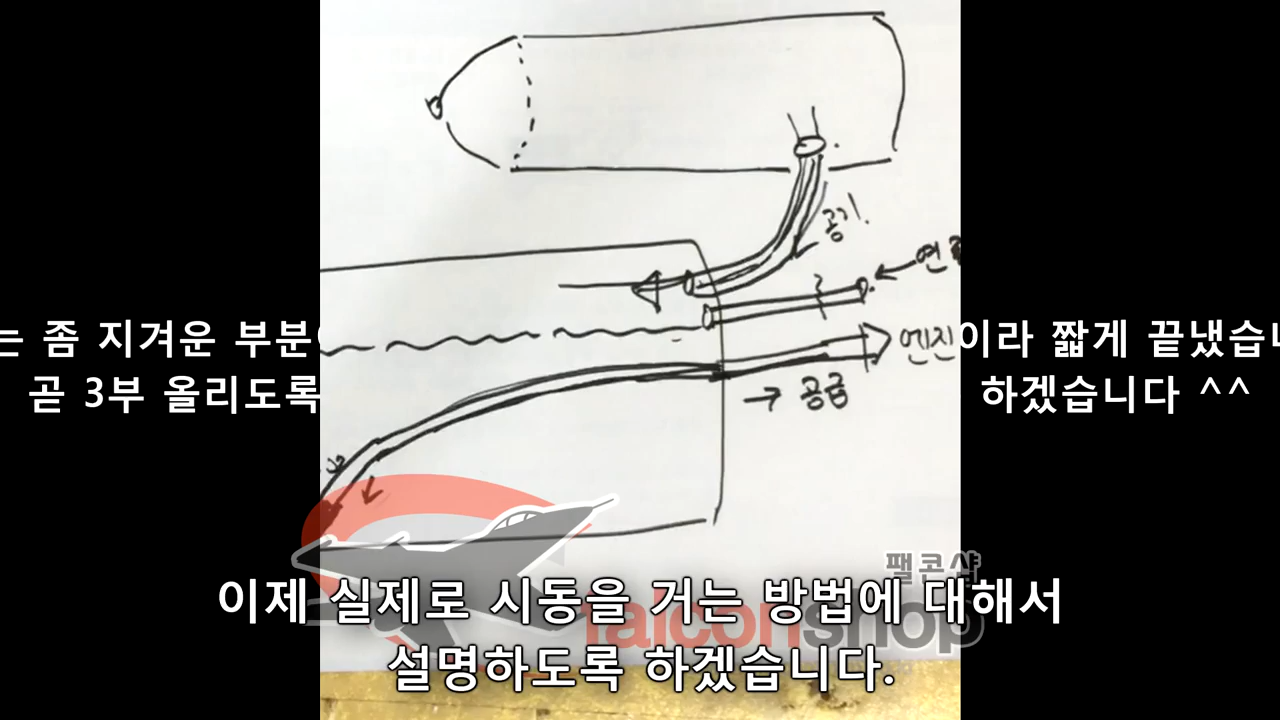 공기
연료
엔진
→ 공급
는 좀 지겨운 부분이라 짧게 끝냈습니
곧 3부 올리도록 하겠습니다 ^^
팰콘샵
falconshop
이제 실제로 시동을 거는 방법에 대해서
설명하도록 하겠습니다.